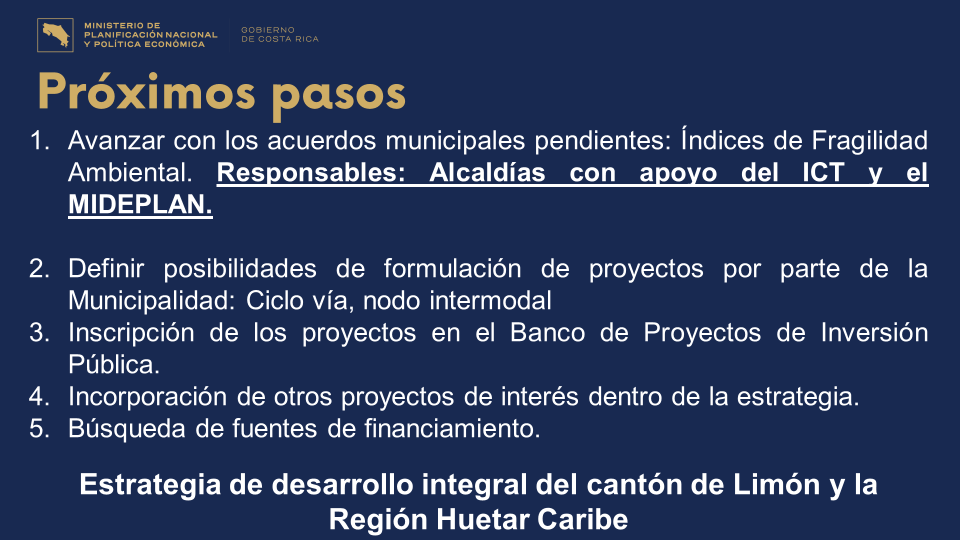 MINISTERIO DE
PLANIFICACIÓN NACIONAL
Y POLÍTICA ECONÓMICA
GOBIERNO
DE COSTA RICA
Próximos pasos
1. Avanzar con los acuerdos municipales pendientes: Índices de Fragilidad
Ambiental. Responsables: Alcaldías con apoyo del ICT y el
MIDEPLAN.
2. Definir posibilidades de formulación de proyectos por parte de la
Municipalidad: Ciclo vía, nodo intermodal
3. Inscripción de los proyectos en el Banco de Proyectos de Inversión
Pública.
4. Incorporación de otros proyectos de interés dentro de la estrategia.
5. Búsqueda de fuentes de financiamiento.
Estrategia de desarrollo integral del cantón de Limón y la
Región Huetar Caribe